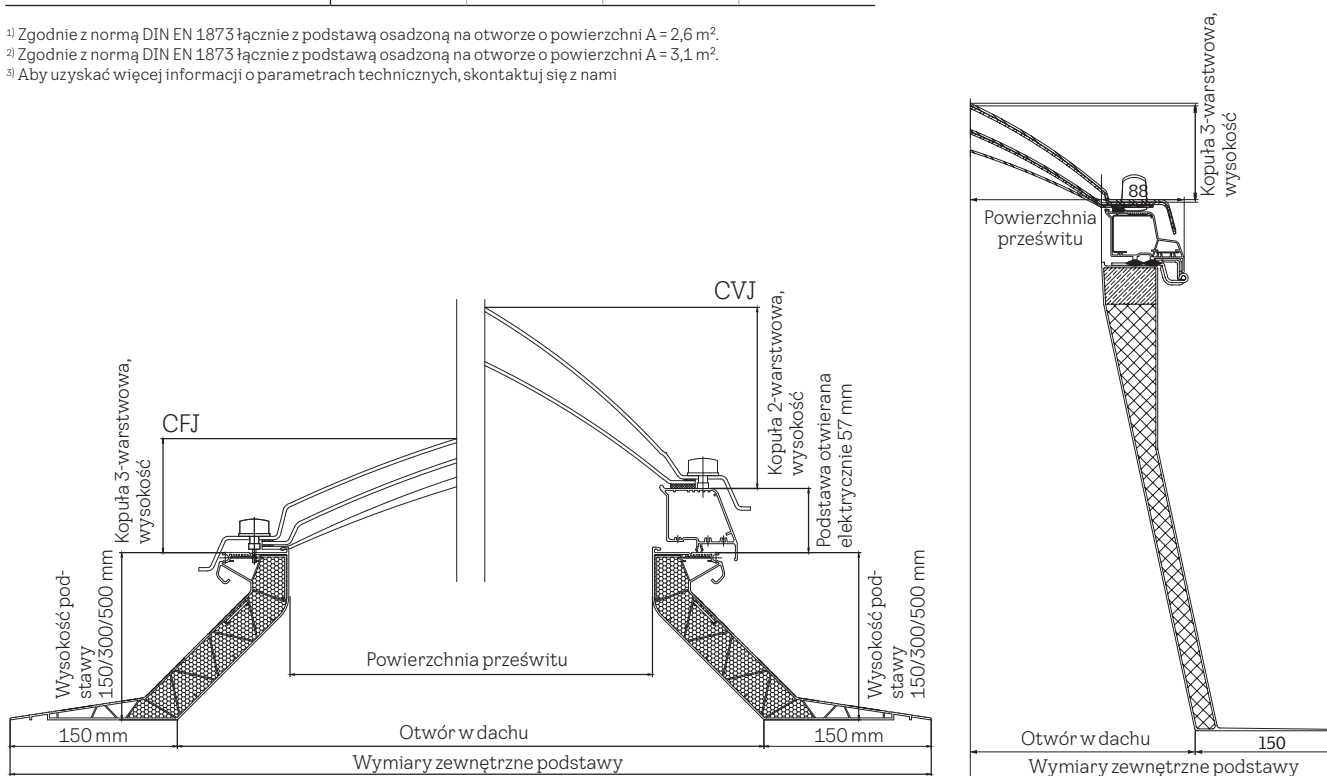 1) Zgodnie z normą DIN EN 1873 łącznie z podstawą osadzoną na otworze o powierzchni A = 2,6 m².
2) Zgodnie z normą DIN EN 1873 łącznie z podstawą osadzoną na otworze o powierzchni A = 3,1 m².
3) Aby uzyskać więcej informacji o parametrach technicznych, skontaktuj się z nami
CFJ
Kopuła 3-warstwowa,
wysokość
Wysokość pod-
stawy
150/300/500 mm
CVJ
Kopuła 2-warstwowa,
wysokość
Podstawa otwierana
elektrycznie 57 mm
Wysokość pod-
stawy
150/300/500 mm
Powierzchnia prześwitu
150 mm
Otwór w dachu
150 mm
Wymiary zewnętrzne podstawy
Kopuła 3-warstwowa,
wysokość
88
Powierzchnia
prześwitu
Otwór w dachu
150
Wymiary zewnętrzne podstawy